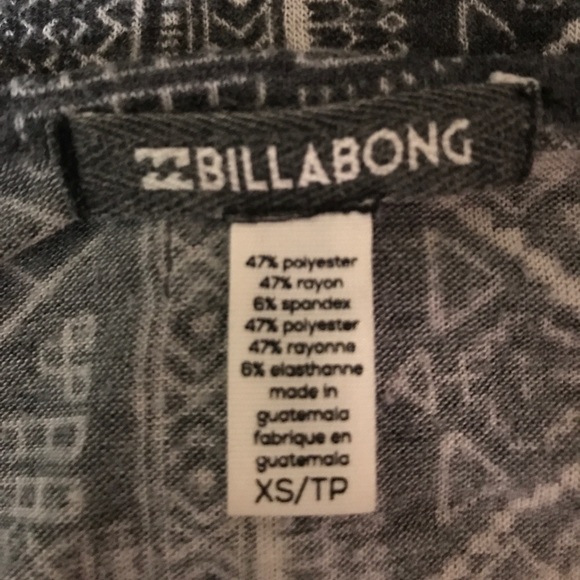 BILLABONG
47% polyester
47% rayon
6% spandex
47% polyester
47% rayonne
6% elasthanne
made in
guatemala
fabrique en
guatemala
XS/TP